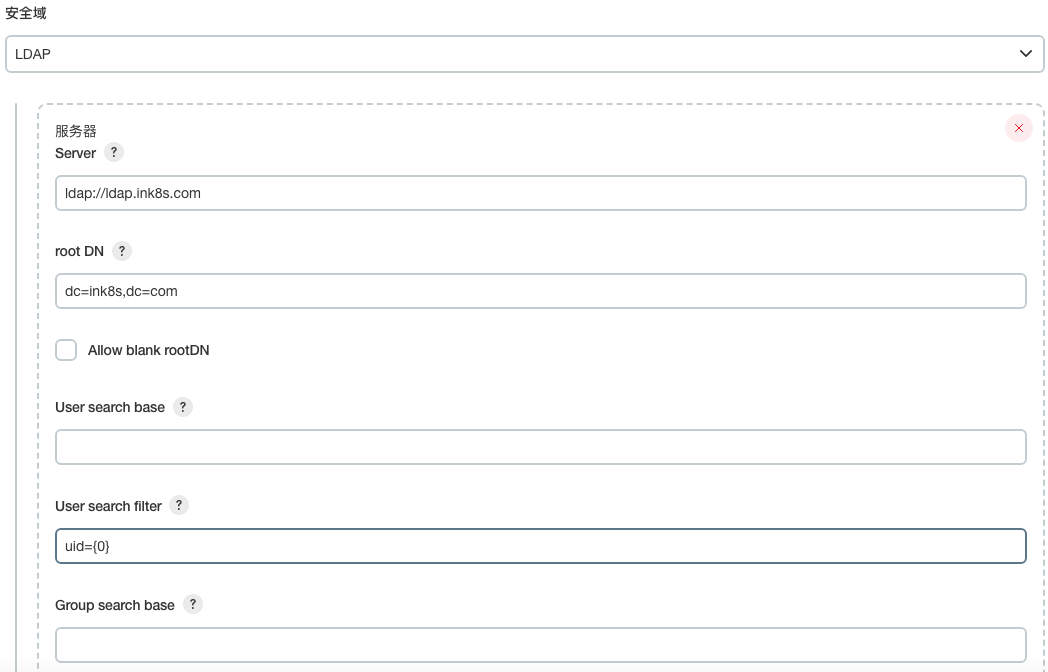 安全域
LDAP
服务器
Server ?
ldap://ldap.ink8s.com
root DN ?
dc=ink8s,dc=com
Allow blank rootDN
User search base ?
User search filter ?
uid={0}
Group search base ?